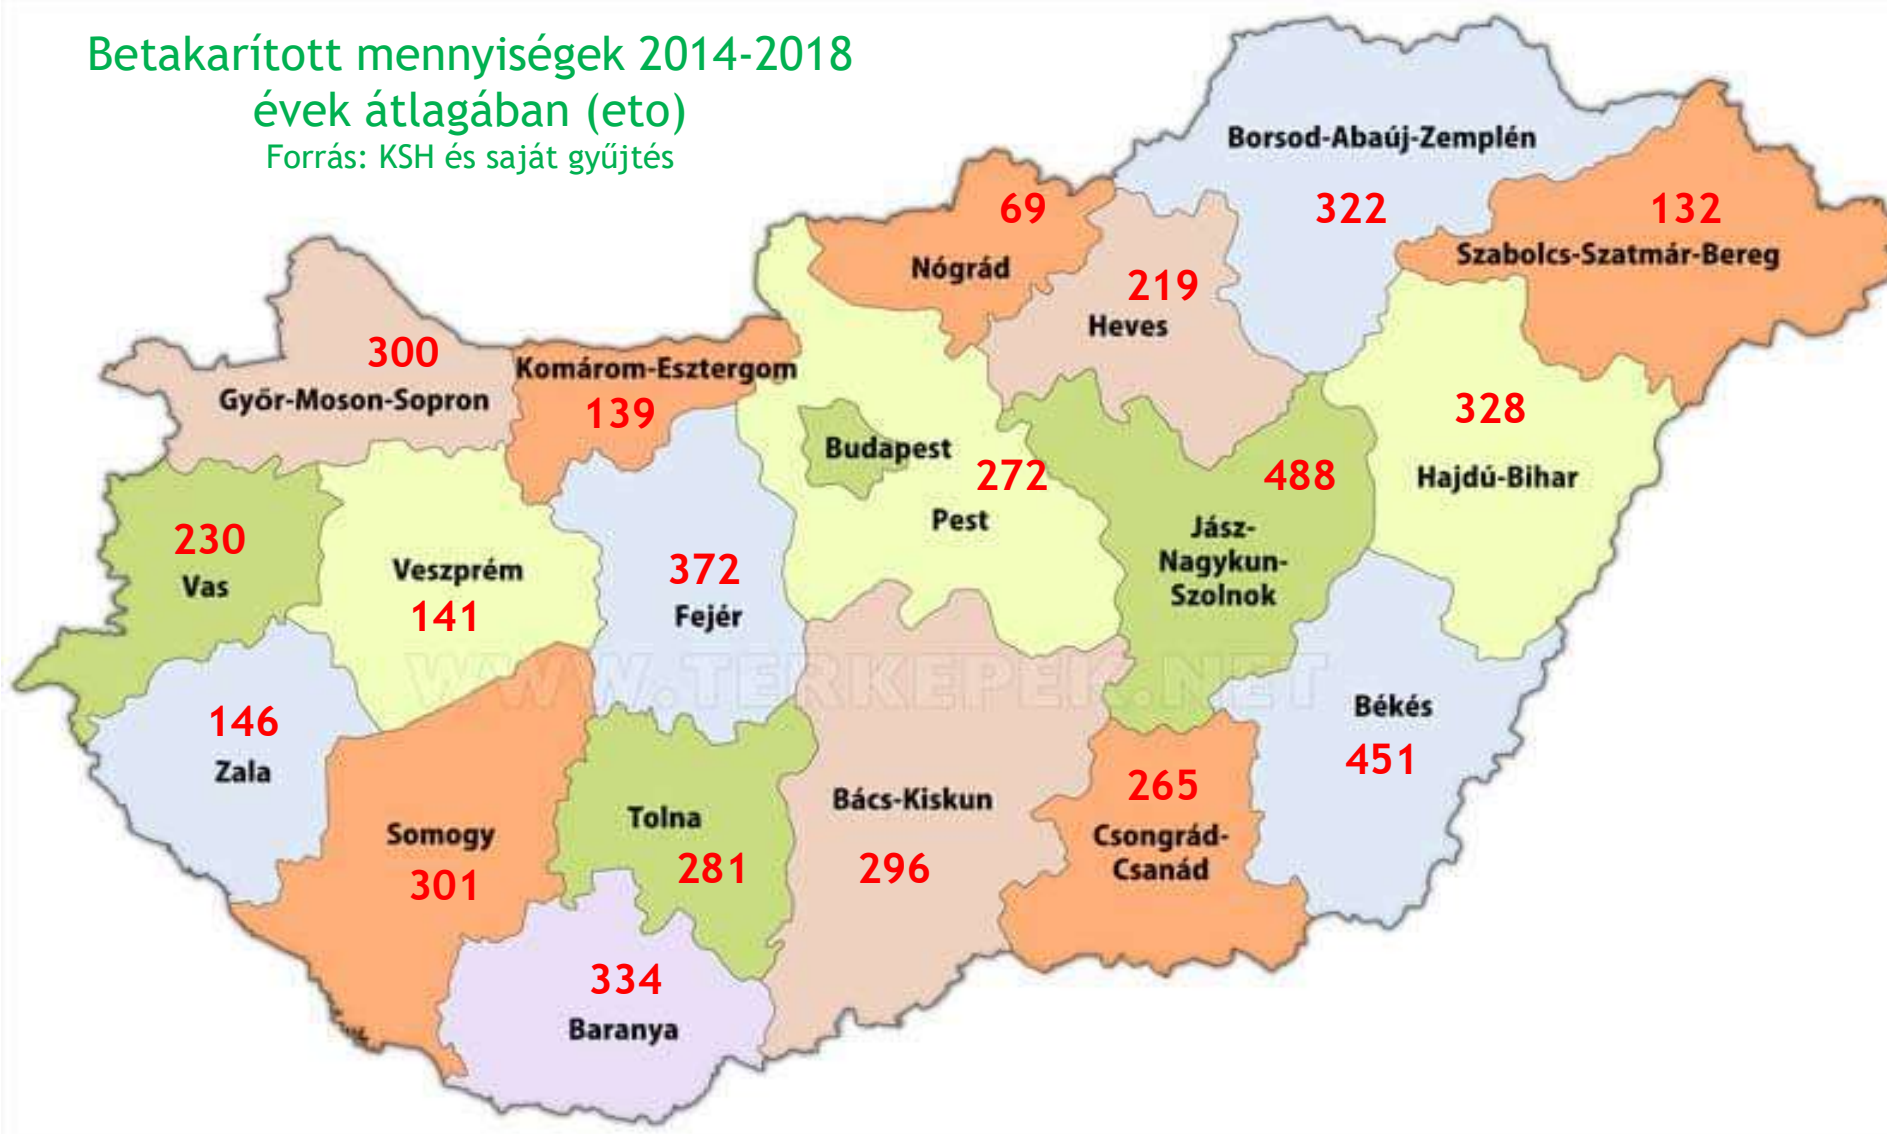 Betakarított mennyiségek 2014-2018
évek átlagában (eto)
Forrás: KSH és saját gyűjtés
Borsod-Abaúj-Zemplén
322
132
Szabolcs-Szatmár-Bereg
69
Nógrád
219
Heves
300
Győr-Moson-Sopron
Komárom-Esztergom
139
328
Hajdú-Bihar
Budapest
272
Pest
488
Jász-
Nagykun-
Szolnok
230
Vas
Veszprém
141
372
Fejér
WWW.TERKEPEK.NET
146
Zala
Békés
451
Somogy
301
Tolna
281
Bács-Kiskun
296
265
Csongrád-
Csanád
334
Baranya